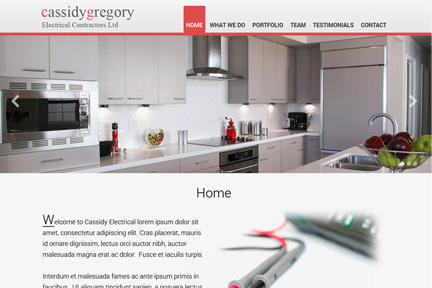 cassidygregory
Electrical Contractors Ltd
HOME WHAT WE DO PORTFOLIO TEAM TESTIMONIALS CONTACT
Home
Welcome to Cassidy Electrical lorem ipsum dolor sit
amet, consectetur adipiscing elit. Cras placerat, mauris
id ornare dignissim, lectus orci auctor nibh, auctor
malesuada magna erat ac dolor. Fusce et iaculis turpis.
Interdum et malesuada fames ac ante ipsum primis in
faucibus. Ut aliquam tincidunt sapien, a posuere lectus